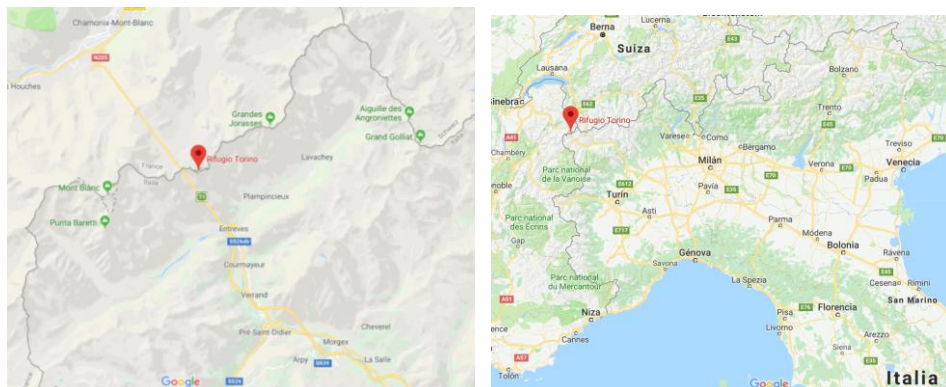 Chamonix-Mont-Blanc
N205
Houches
Grandes
Jorasses
Aiguille des
Angroniettes
Grand Golliat
Rifugio Torino
Lavachey
France
Italia
Mont Blanc
T1
Plampincieux
Punta Baretti
Entreves
Courmayeur
Verrand
Pré-Saint-Didier
Cheverel
Morgex
Arpy
La Salle
Google
Lucerna
Berna
Suiza
Lausana
Bolzano
Ginebra
Rifugio Torino
Trento
Varese
Como
Treviso
Chambéry
Bergamo
Milán
Verona
Venecia
Parc national
de la Vanoise
Padua
Turín
Pavía
Asti
Parc national
des Ecrins
Gap
Parma
Módena
Bolonia
Rávena
Génova
Savona
La Spezia
Cesena
Rímini
San Marino
Parc national
du Mercantour
Niza
Cannes
Pisa
Florencia
Livorno
Arezzo
Siena
Tolón
Google
Italia